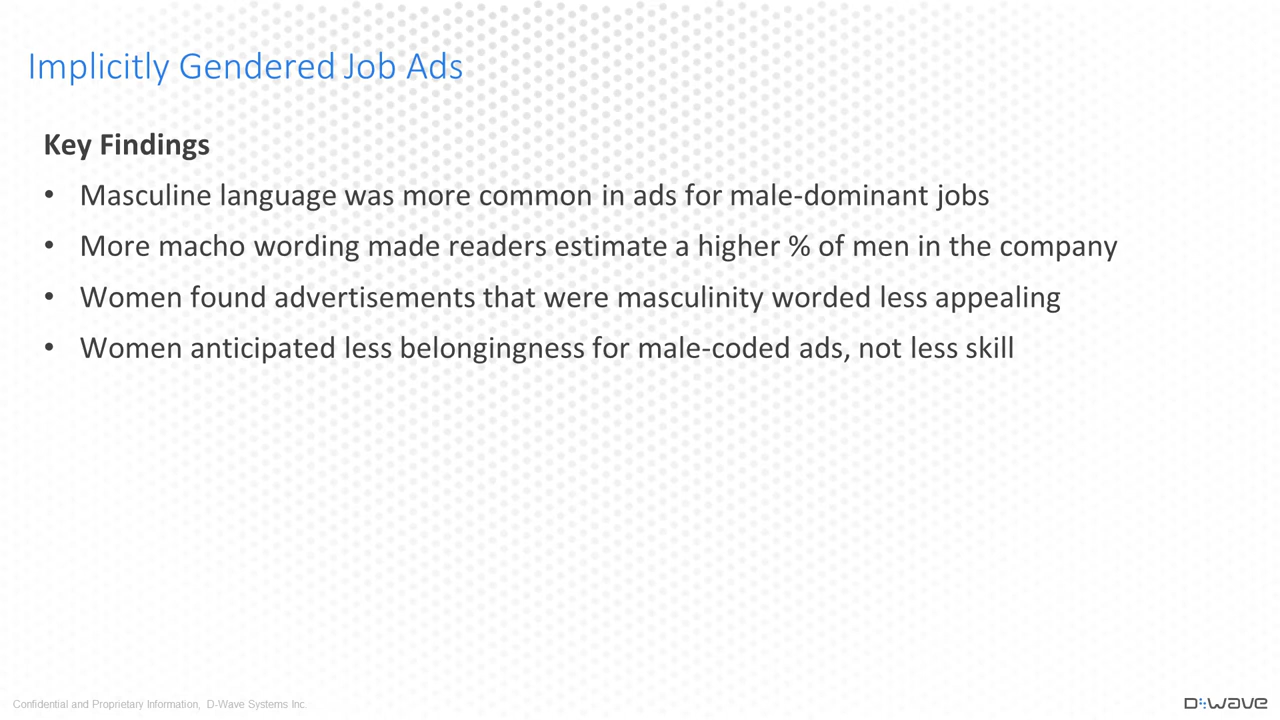 Implicitly Gendered Job Ads
Key Findings
• Masculine language was more common in ads for male-dominant jobs
• More macho wording made readers estimate a higher % of men in the company
• Women found advertisements that were masculinity worded less appealing
• Women anticipated less belongingness for male-coded ads, not less skill
Confidential and Proprietary Information, D-Wave Systems Inc.
D:wave